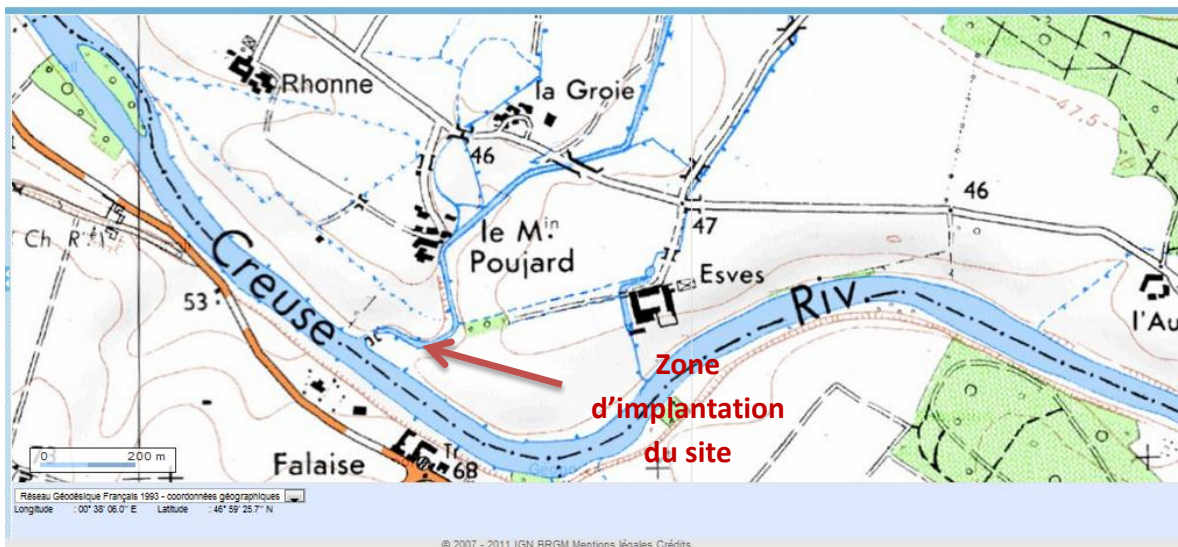 Rhonne
la Groie
47.5
46
46
le Mⁱⁿ
Poujard
47
Ch R
Creuse
Esves
53
Riv.
l'Au
Zone
d'implantation
du site
Falaise
68
0 200 m
Réseau Géodésique Français 1993 - coordonnées géographiques
Longitude : 00° 38' 06.0'' E Latitude : 46° 59' 25.7'' N
© 2007 - 2011 IGN BRGM Mentions légales Crédits